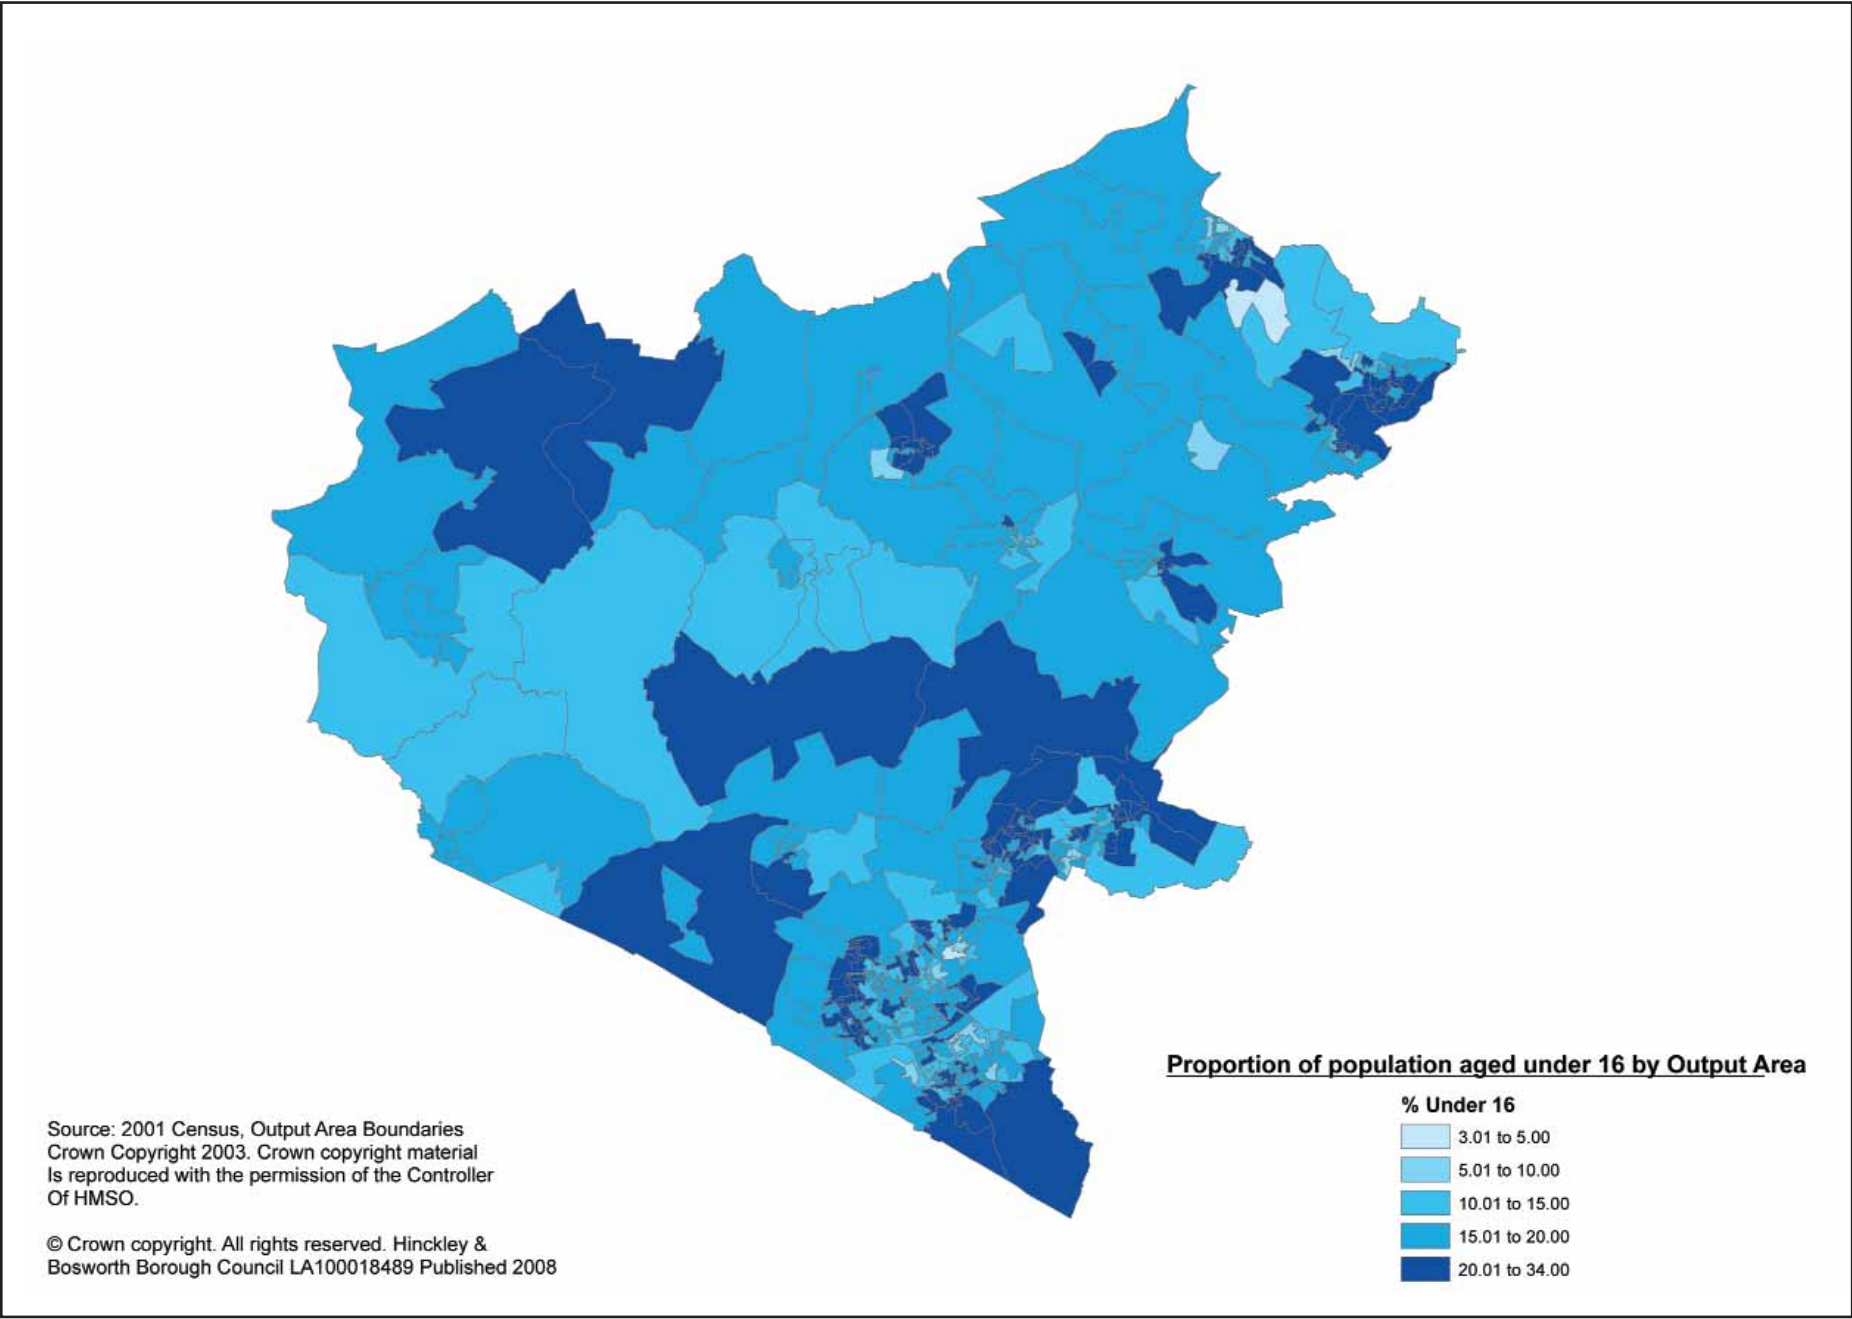 Proportion of population aged under 16 by Output Area
% Under 16
3.01 to 5.00
5.01 to 10.00
10.01 to 15.00
15.01 to 20.00
20.01 to 34.00
Source: 2001 Census, Output Area Boundaries
Crown Copyright 2003. Crown copyright material
Is reproduced with the permission of the Controller
Of HMSO.
© Crown copyright. All rights reserved. Hinckley &
Bosworth Borough Council LA100018489 Published 2008